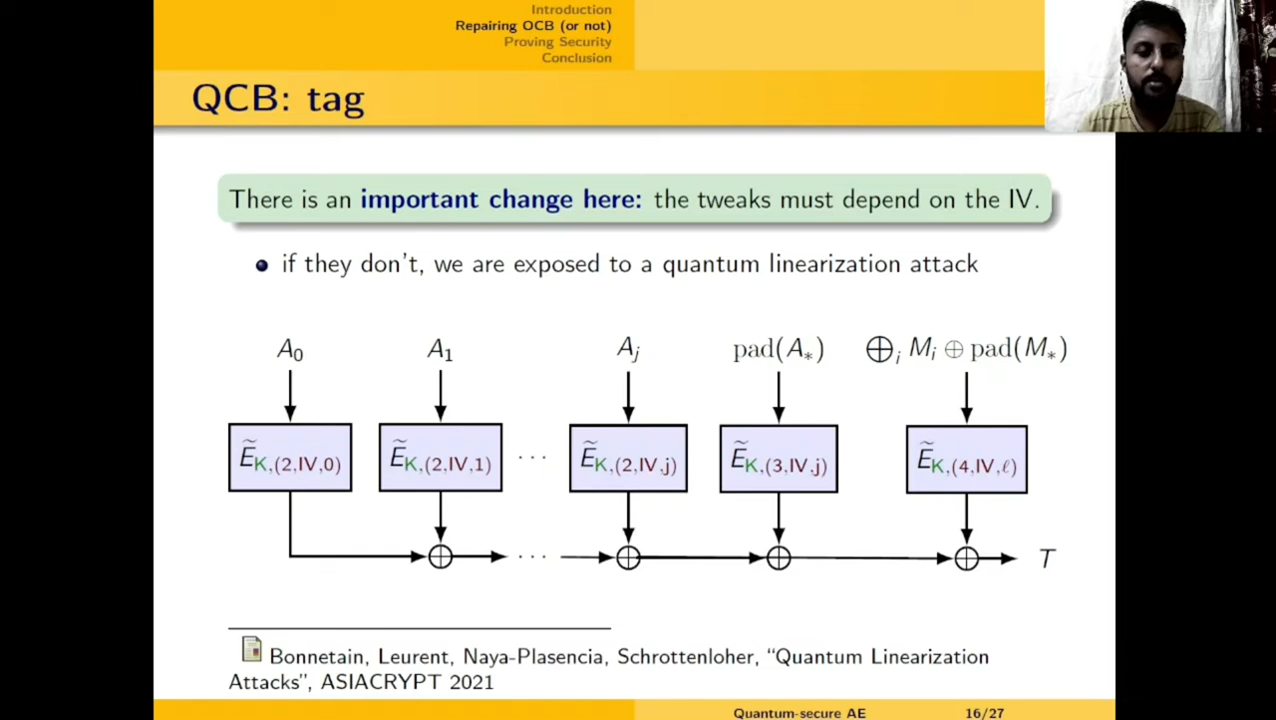 Introduction
Repairing OCB (or not)
Proving Security
Conclusion
QCB: tag
There is an important change here: the tweaks must depend on the IV.
if they don't, we are exposed to a quantum linearization attack
A₀ A₁ Aⱼ pad(A∗) ⨁ᵢ Mᵢ ⊕ pad(M∗)
Ẽ_K,(2,IV,0) Ẽ_K,(2,IV,1) · · · Ẽ_K,(2,IV,j) Ẽ_K,(3,IV,j) Ẽ_K,(4,IV,ℓ)
· · · T
Bonnetain, Leurent, Naya-Plasencia, Schrottenloher, “Quantum Linearization
Attacks”, ASIACRYPT 2021
Quantum-secure AE 16/27